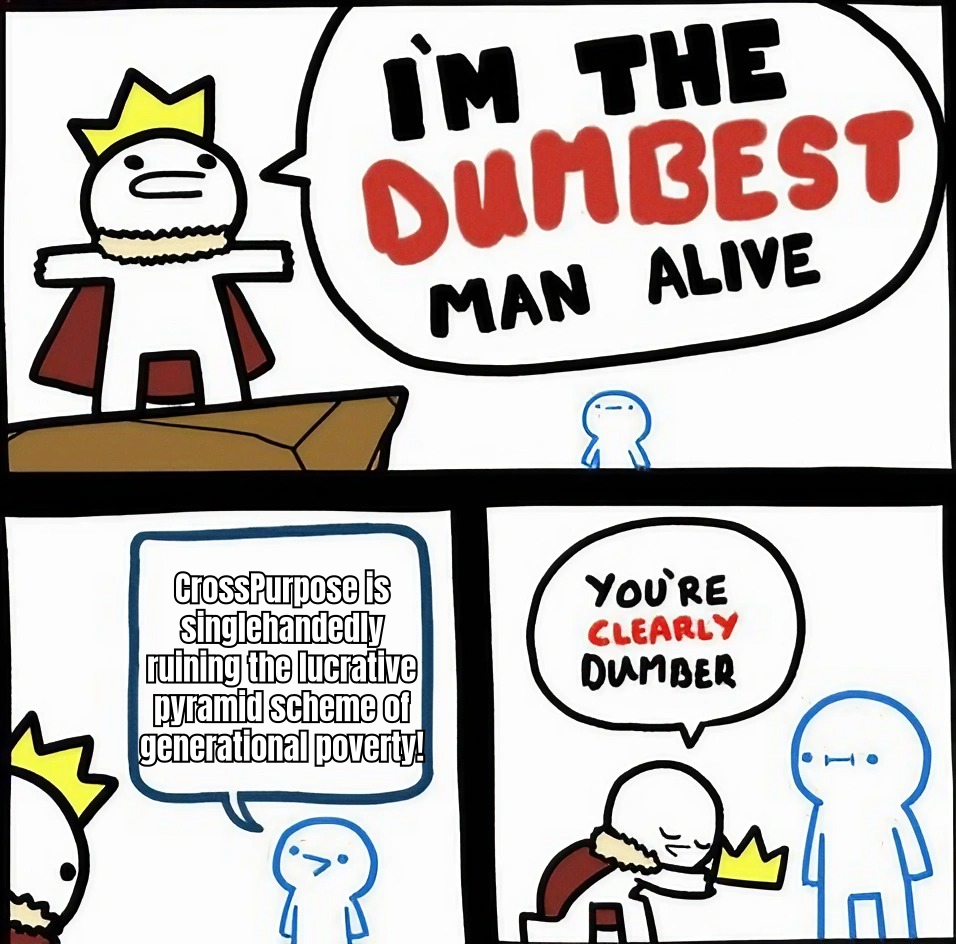 I'M THE
DUMBEST
MAN ALIVE
CrossPurpose is
singlehandedly
ruining the lucrative
pyramid scheme of
generational poverty!
YOU'RE
CLEARLY
DUMBER